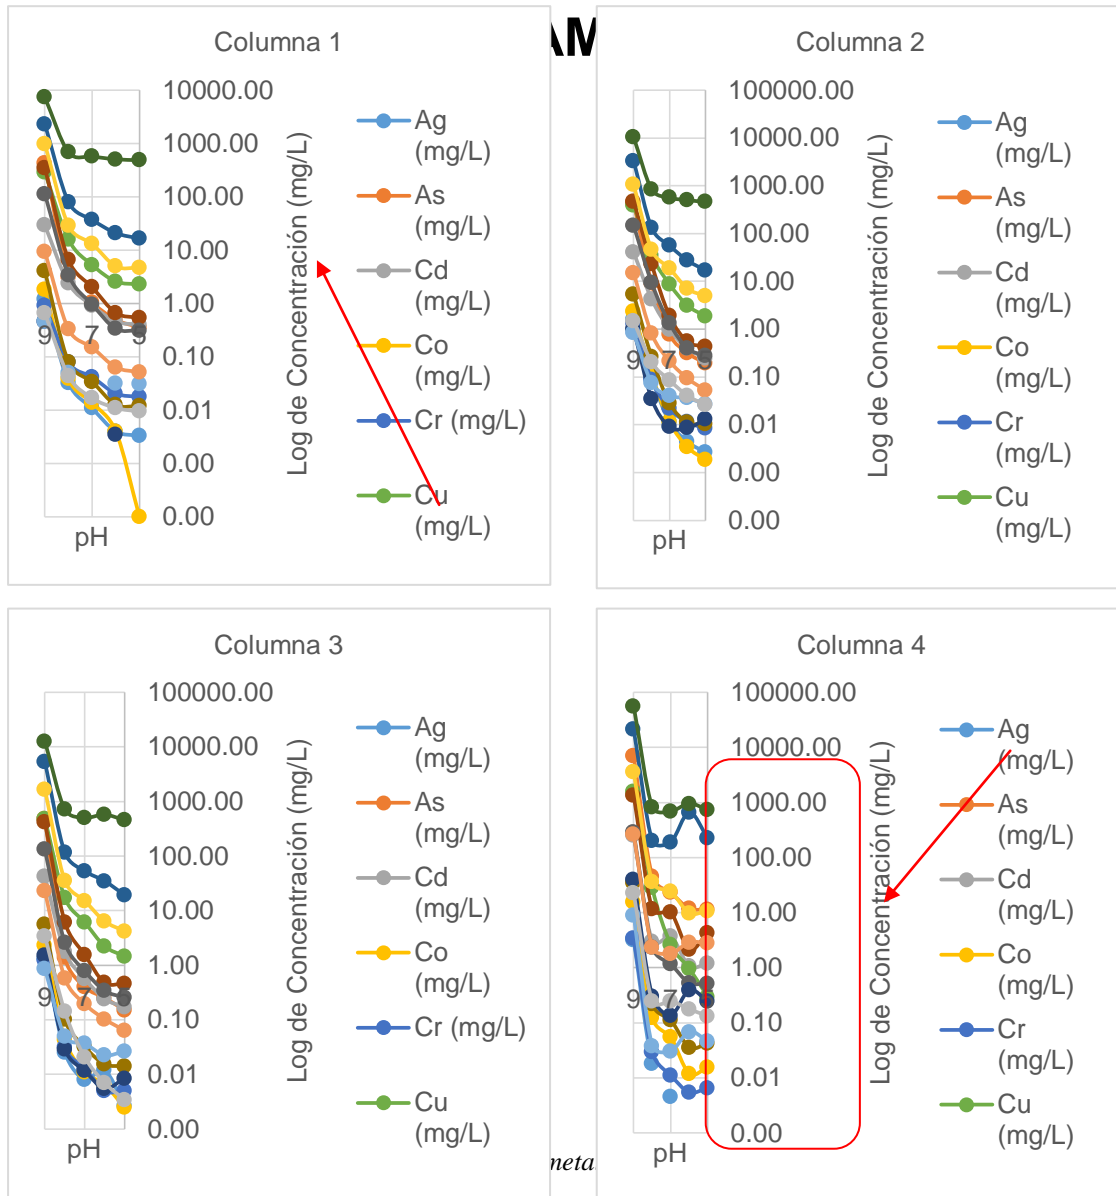 AM
Columna 1
10000.00
1000.00
100.00
10.00
1.00
0.10
0.01
0.00
0.00
9
7
5
pH
Log de Concentración (mg/L)
Ag
(mg/L)
As
(mg/L)
Cd
(mg/L)
Co
(mg/L)
Cr (mg/L)
Cu
(mg/L)
Columna 2
100000.00
10000.00
1000.00
100.00
10.00
1.00
0.10
0.01
0.00
0.00
9
7
5
pH
Log de Concentración (mg/L)
Ag
(mg/L)
As
(mg/L)
Cd
(mg/L)
Co
(mg/L)
Cr
(mg/L)
Cu
(mg/L)
Columna 3
100000.00
10000.00
1000.00
100.00
10.00
1.00
0.10
0.01
0.00
9
7
pH
Log de Concentración (mg/L)
Ag
(mg/L)
As
(mg/L)
Cd
(mg/L)
Co
(mg/L)
Cr (mg/L)
Cu
(mg/L)
Columna 4
100000.00
10000.00
1000.00
100.00
10.00
1.00
0.10
0.01
0.00
9
7
pH
Log de Concentración (mg/L)
Ag
(mg/L)
As
(mg/L)
Cd
(mg/L)
Co
(mg/L)
Cr
(mg/L)
Cu
(mg/L)